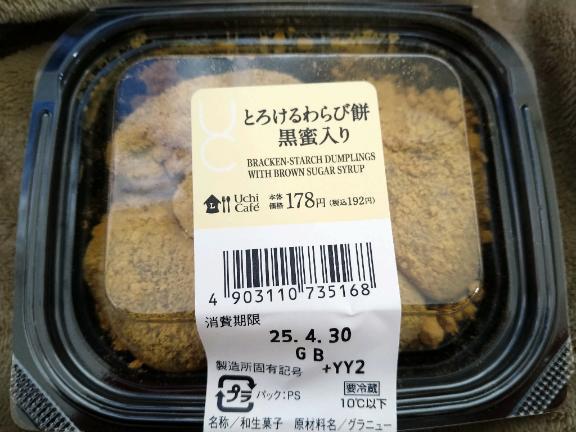 UC
とろけるわらび餅
黒蜜入り
BRACKEN-STARCH DUMPLINGS
WITH BROWN SUGAR SYRUP
L Uchi Café 本体価格 178円 (税込192円)
4 903110 735168
消費期限
25.4.30
GB
製造所固有記号 +YY2
プラ パック:PS 要冷蔵
10℃以下
名称/和生菓子 原材料名/グラニュー